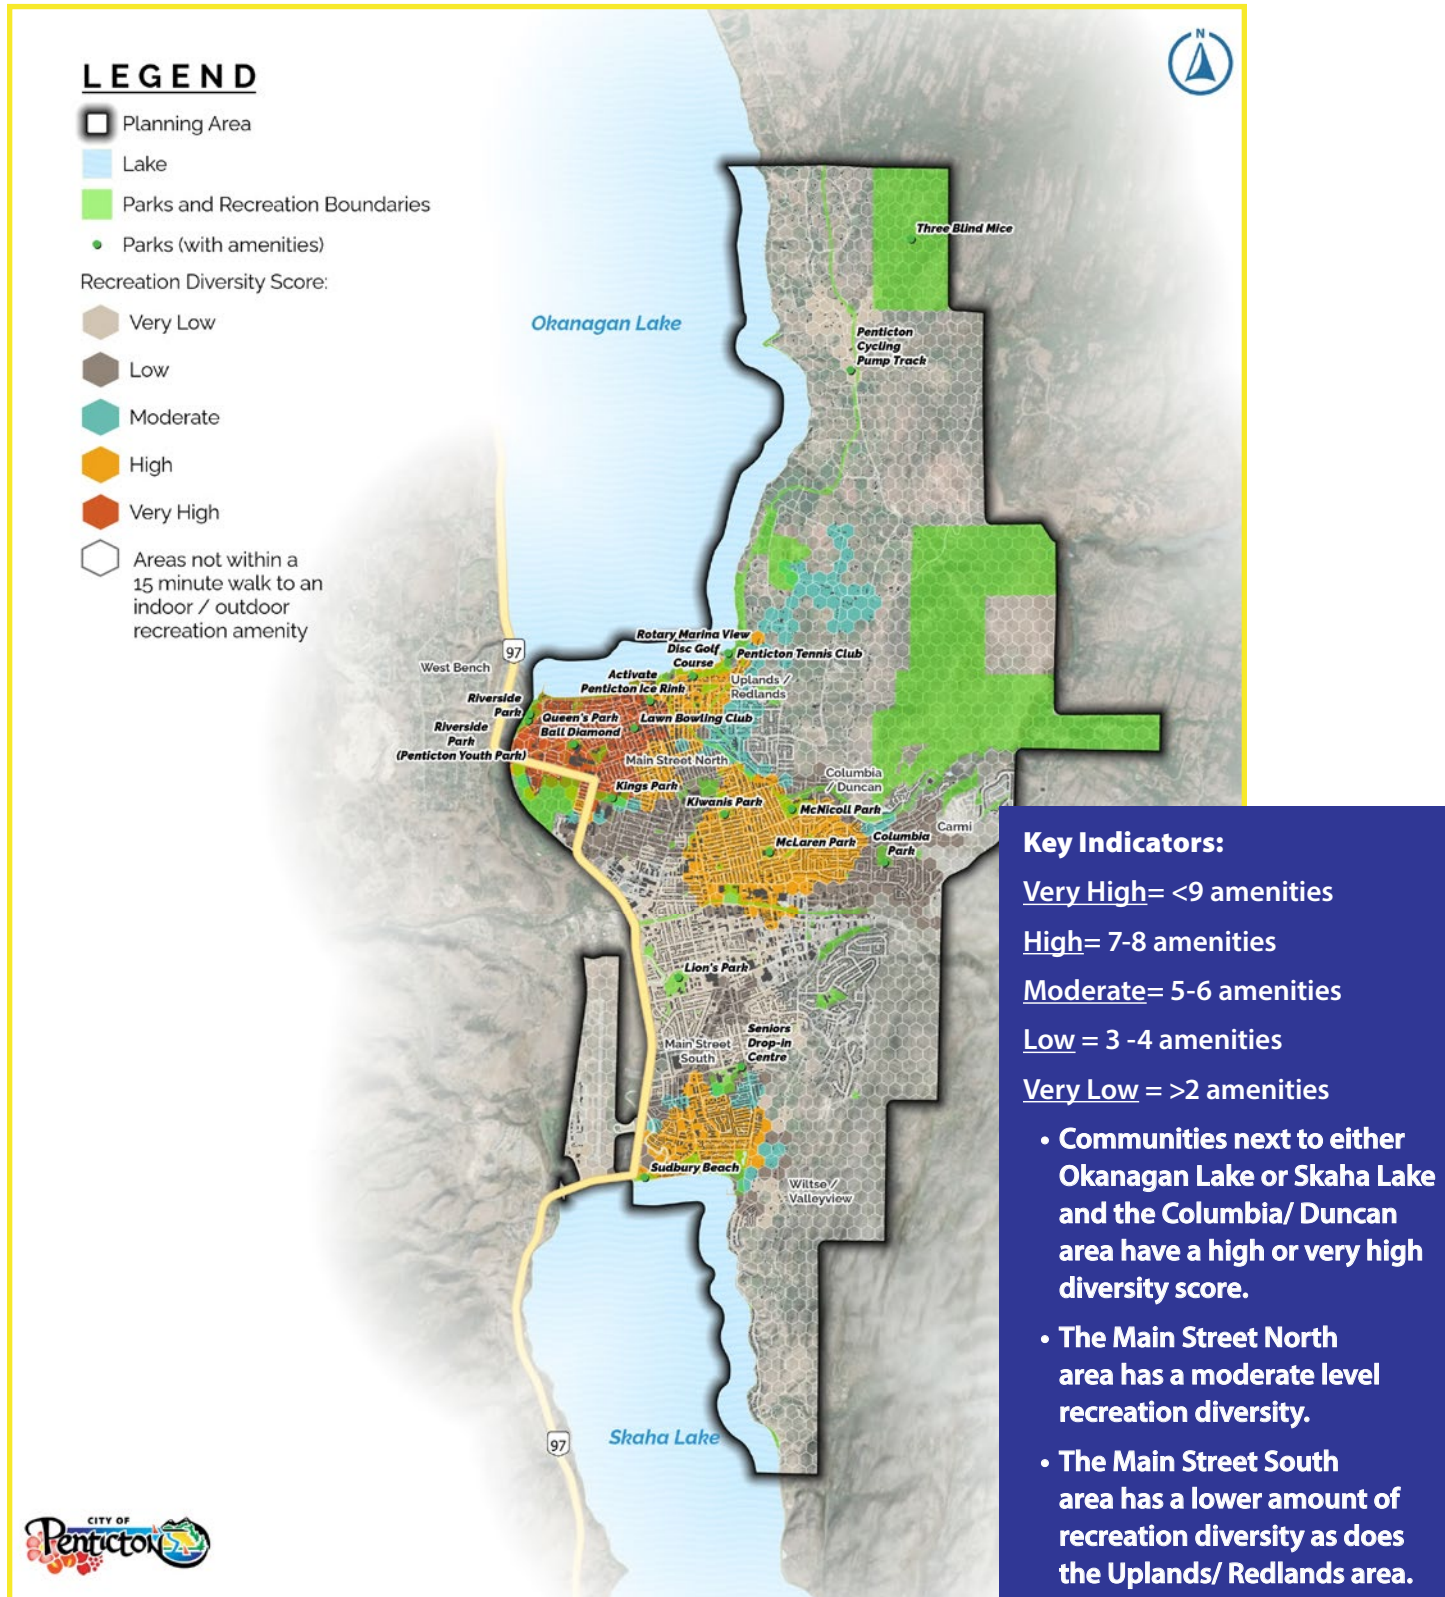 LEGEND
Planning Area
Lake
Parks and Recreation Boundaries
Parks (with amenities)
Recreation Diversity Score:
Very Low
Low
Moderate
High
Very High
Areas not within a
15 minute walk to an
indoor / outdoor
recreation amenity
N
Three Blind Mice
Okanagan Lake
Penticton
Cycling
Pump Track
Rotary Marina View
Disc Golf
Course
Penticton Tennis Club
97
West Bench
Activate
Penticton Ice Rink
Uplands /
Redlands
Riverside
Park
Queen's Park
Ball Diamond
Lawn Bowling Club
Riverside
Park
(Penticton Youth Park)
Main Street North
Columbia
/ Duncan
Kings Park
Kiwanis Park
McNicoll Park
Carmi
McLaren Park
Columbia
Park
Lion's Park
Seniors
Drop-in
Centre
Main Street
South
Sudbury Beach
Wiltse /
Valleyview
Skaha Lake
97
CITY OF
Penticton
Key Indicators:
Very High= <9 amenities
High= 7-8 amenities
Moderate= 5-6 amenities
Low = 3 -4 amenities
Very Low = >2 amenities
• Communities next to either
Okanagan Lake or Skaha Lake
and the Columbia/ Duncan
area have a high or very high
diversity score.
• The Main Street North
area has a moderate level
recreation diversity.
• The Main Street South
area has a lower amount of
recreation diversity as does
the Uplands/ Redlands area.